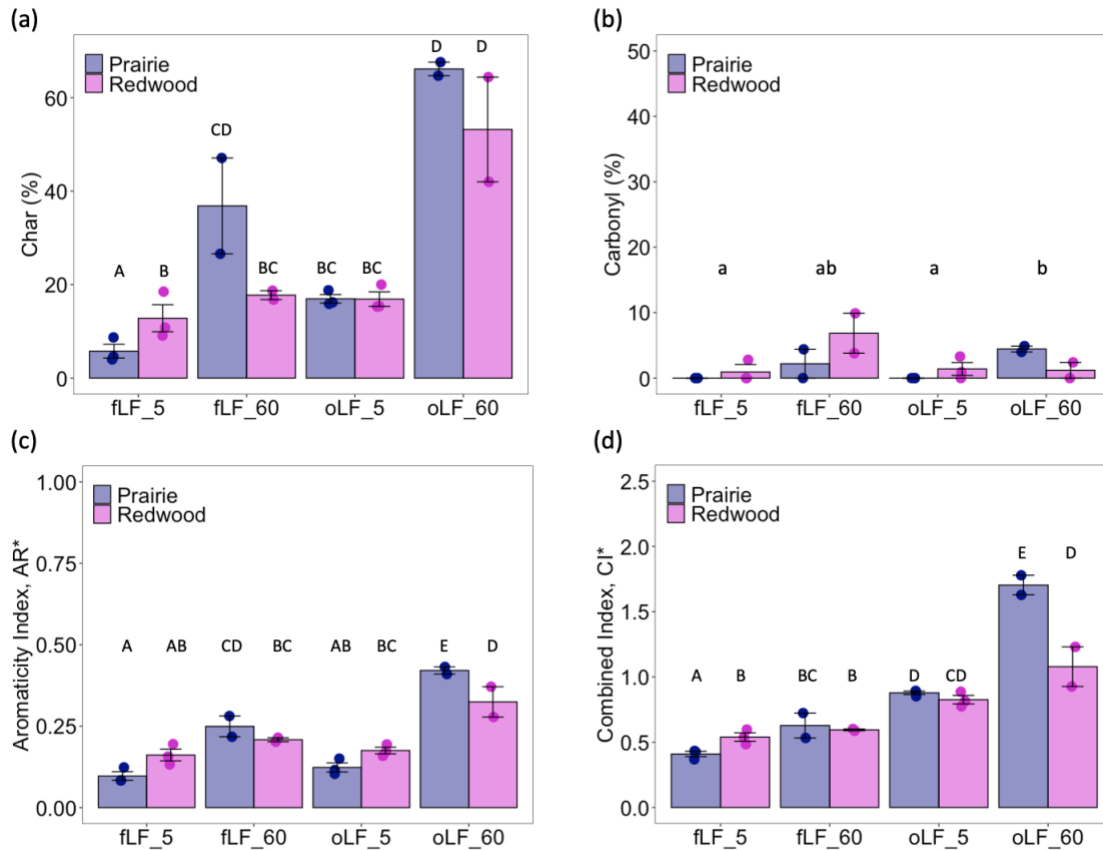 (a)
Char (%)
60
40
20
0
Prairie
Redwood
A
B
CD
BC
BC
BC
D
D
fLF_5
fLF_60
oLF_5
oLF_60
(b)
Carbonyl (%)
50
40
30
20
10
0
Prairie
Redwood
a
ab
a
b
fLF_5
fLF_60
oLF_5
oLF_60
(c)
Aromaticity Index, AR*
1.00
0.75
0.50
0.25
0.00
Prairie
Redwood
A
AB
CD
BC
AB
BC
E
D
fLF_5
fLF_60
oLF_5
oLF_60
(d)
Combined Index, CI*
2.5
2.0
1.5
1.0
0.5
0.0
Prairie
Redwood
A
B
BC
B
D
CD
E
D
fLF_5
fLF_60
oLF_5
oLF_60